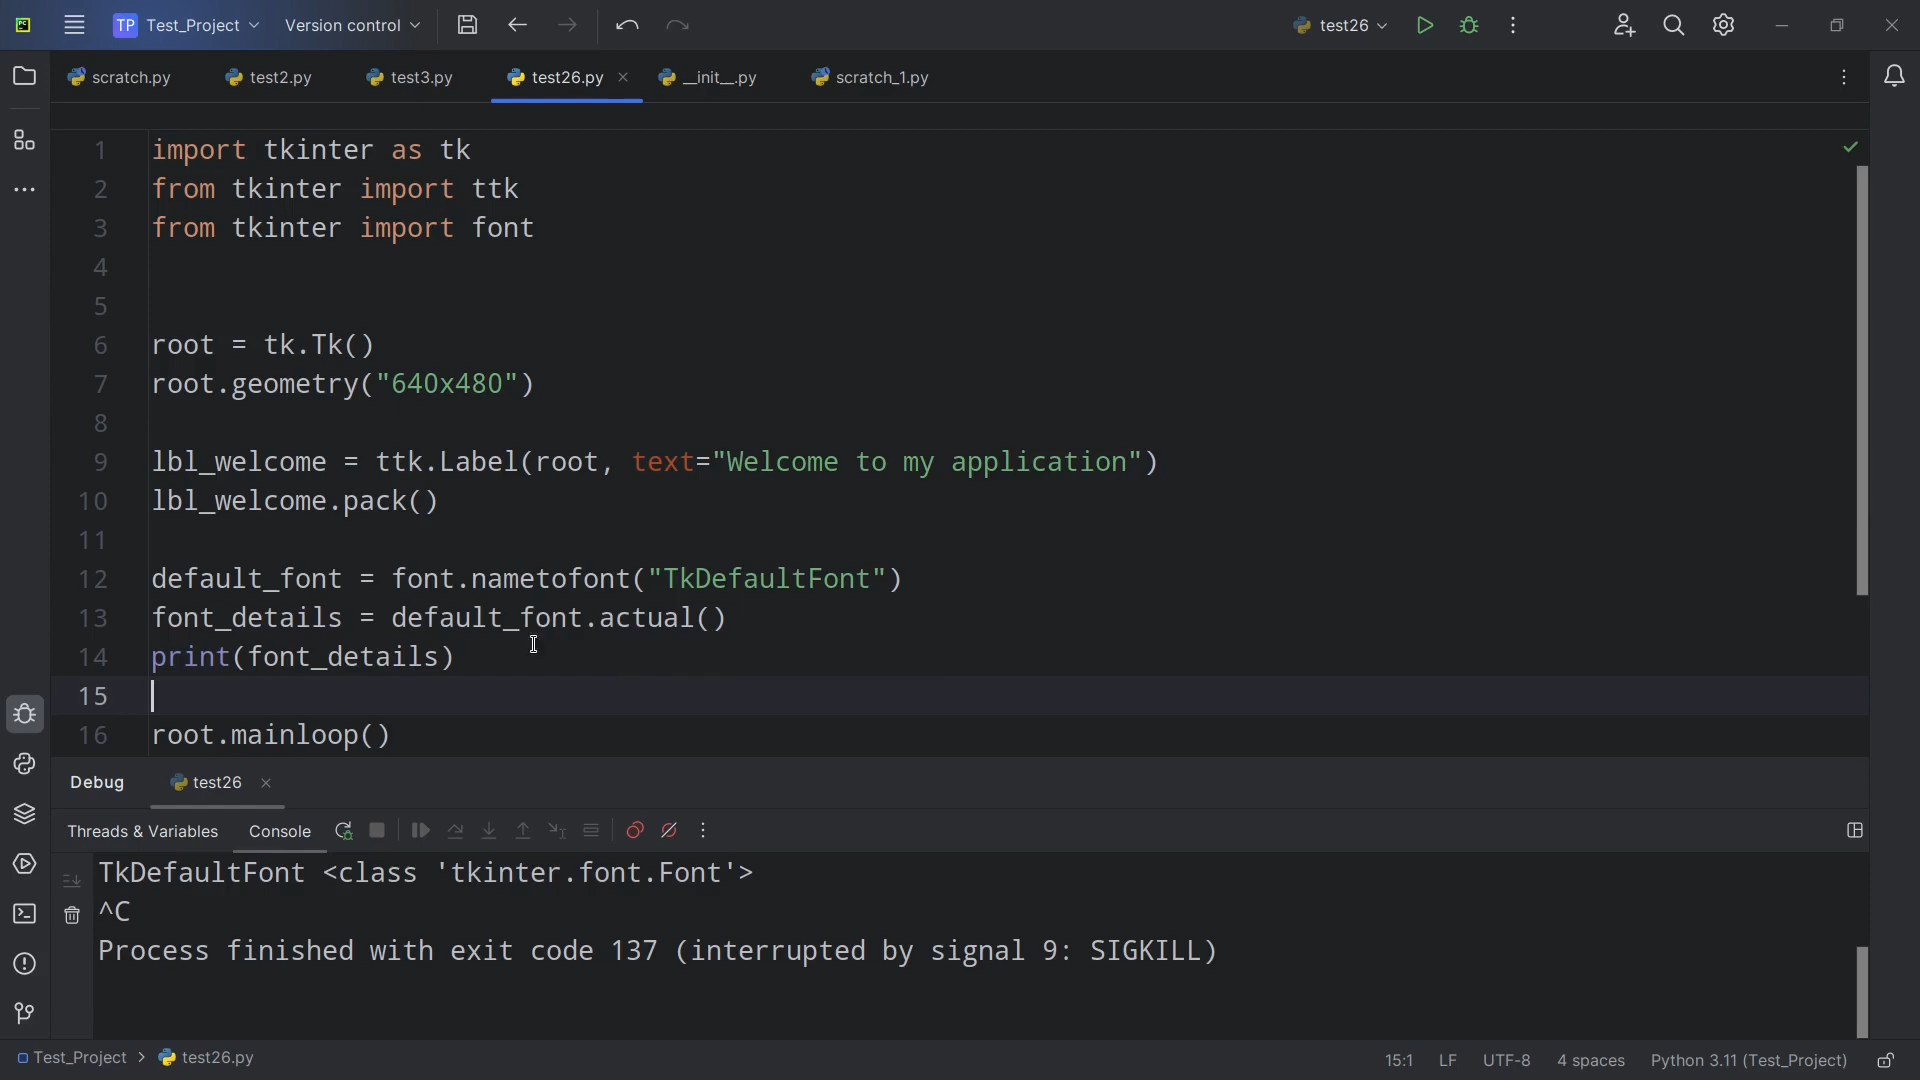 PC
TP Test_Project Version control test26
scratch.py test2.py test3.py test26.py __init__.py scratch_1.py
1 import tkinter as tk
2 from tkinter import ttk
3 from tkinter import font
4
5
6 root = tk.Tk()
7 root.geometry("640x480")
8
9 lbl_welcome = ttk.Label(root, text="Welcome to my application")
10 lbl_welcome.pack()
11
12 default_font = font.nametofont("TkDefaultFont")
13 font_details = default_font.actual()
14 print(font_details)
15
16 root.mainloop()
Debug test26
Threads & Variables Console
TkDefaultFont <class 'tkinter.font.Font'>
^C
Process finished with exit code 137 (interrupted by signal 9: SIGKILL)
Test_Project > test26.py 15:1 LF UTF-8 4 spaces Python 3.11 (Test_Project)